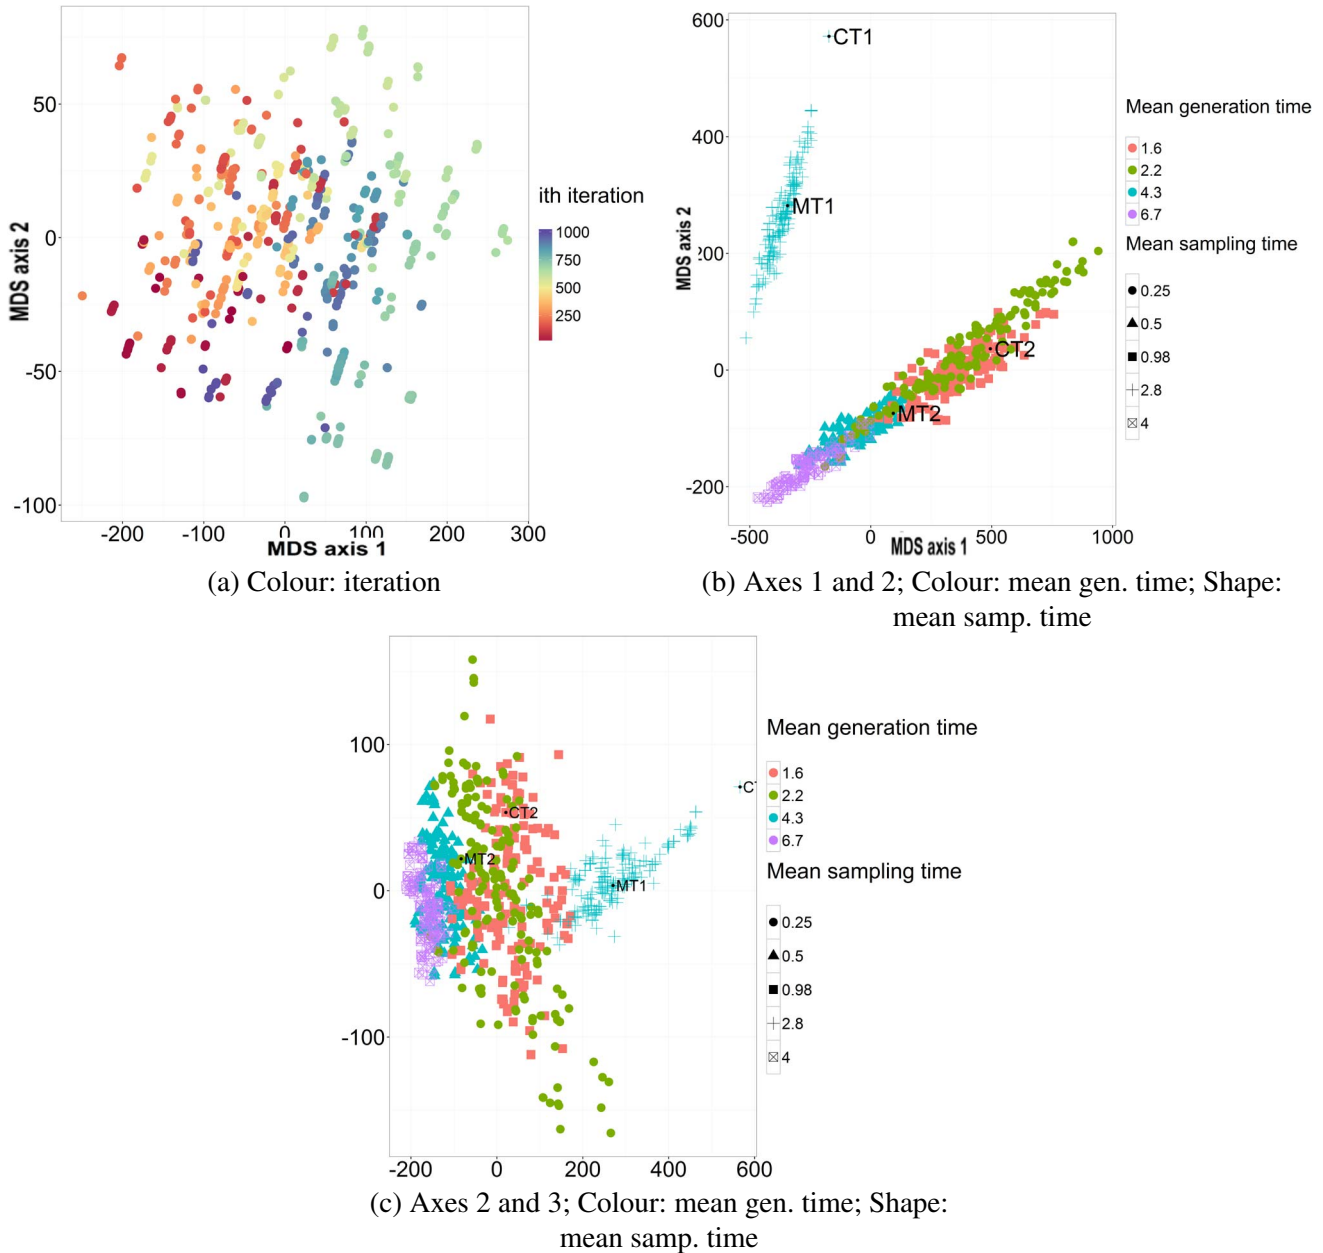 50
0
-50
-100
-200
-100
0
100
200
300
MDS axis 1
MDS axis 2
ith iteration
1000
750
500
250
(a) Colour: iteration
600
400
200
0
-200
-500
0
500
1000
MDS axis 1
MDS axis 2
CT1
MT1
CT2
MT2
Mean generation time
1.6
2.2
4.3
6.7
Mean sampling time
0.25
0.5
0.98
2.8
4
(b) Axes 1 and 2; Colour: mean gen. time; Shape:
mean samp. time
100
0
-100
-200
0
200
400
600
C
CT2
MT2
MT1
Mean generation time
1.6
2.2
4.3
6.7
Mean sampling time
0.25
0.5
0.98
2.8
4
(c) Axes 2 and 3; Colour: mean gen. time; Shape:
mean samp. time